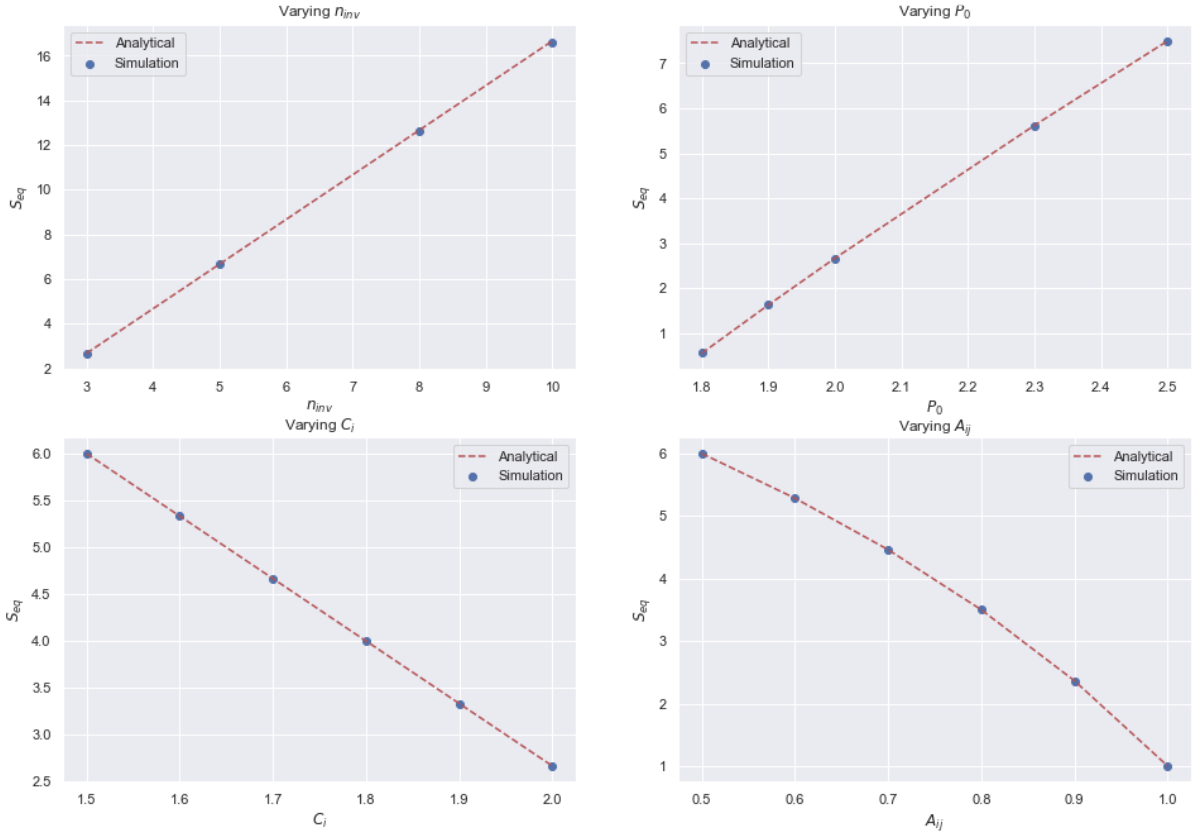 Varying n_inv
Analytical
Simulation
S_eq
16
14
12
10
8
6
4
2
3 4 5 6 7 8 9 10
n_inv
Varying P_0
Analytical
Simulation
S_eq
7
6
5
4
3
2
1
1.8 1.9 2.0 2.1 2.2 2.3 2.4 2.5
P_0
Varying C_i
Analytical
Simulation
S_eq
6.0
5.5
5.0
4.5
4.0
3.5
3.0
2.5
1.5 1.6 1.7 1.8 1.9 2.0
C_i
Varying A_ij
Analytical
Simulation
S_eq
6
5
4
3
2
1
0.5 0.6 0.7 0.8 0.9 1.0
A_ij